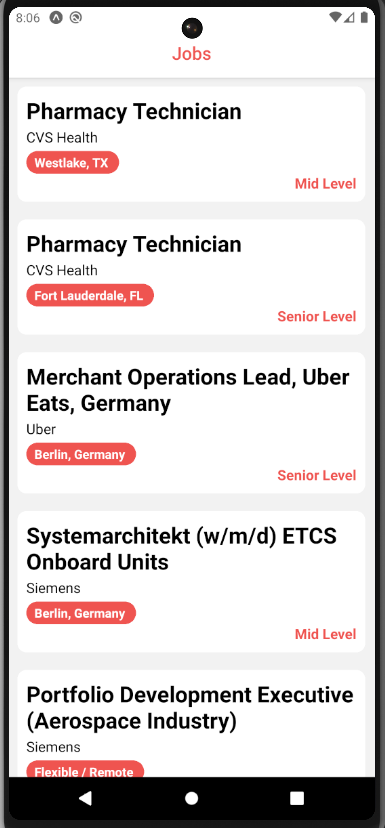 8:06
Jobs
Pharmacy Technician
CVS Health
Westlake, TX
Mid Level
Pharmacy Technician
CVS Health
Fort Lauderdale, FL
Senior Level
Merchant Operations Lead, Uber
Eats, Germany
Uber
Berlin, Germany
Senior Level
Systemarchitekt (w/m/d) ETCS
Onboard Units
Siemens
Berlin, Germany
Mid Level
Portfolio Development Executive
(Aerospace Industry)
Siemens
Flexible / Remote